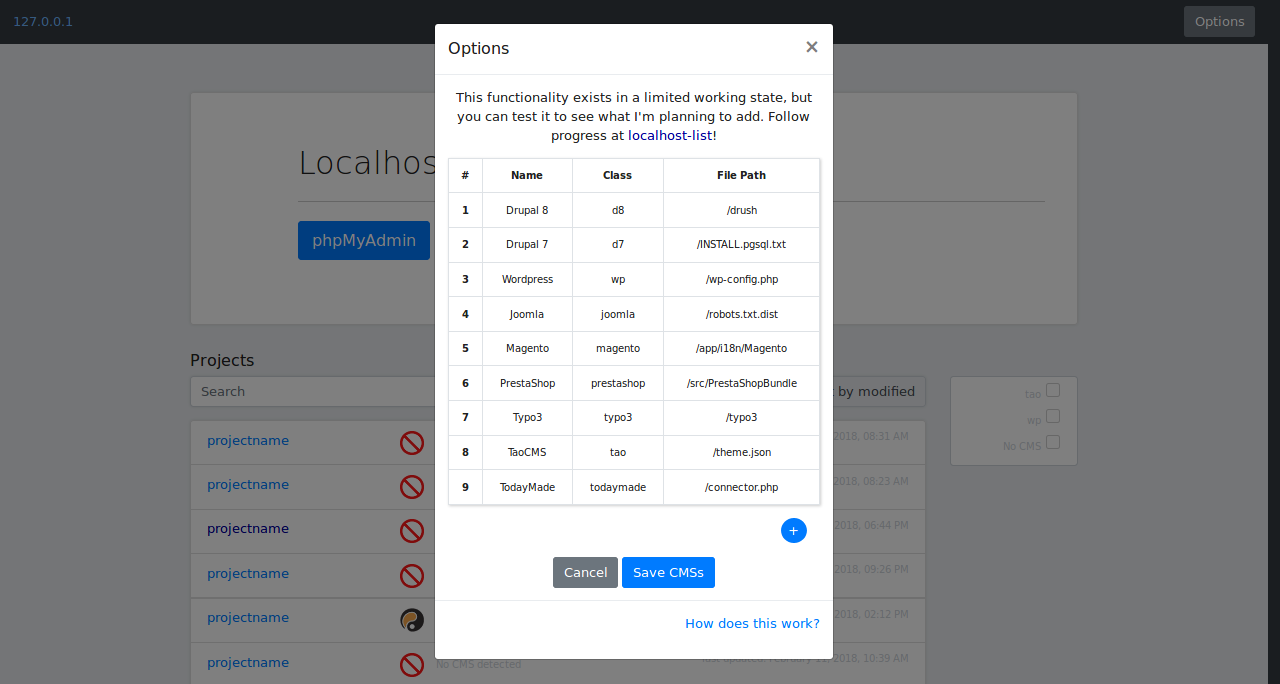 127.0.0.1
Options
Options
×
This functionality exists in a limited working state, but
you can test it to see what I'm planning to add. Follow
progress at localhost-list!
# Name Class File Path
1 Drupal 8 d8 /drush
2 Drupal 7 d7 /INSTALL.pgsql.txt
3 Wordpress wp /wp-config.php
4 Joomla joomla /robots.txt.dist
5 Magento magento /app/i18n/Magento
6 PrestaShop prestashop /src/PrestaShopBundle
7 Typo3 typo3 /typo3
8 TaoCMS tao /theme.json
9 TodayMade todaymade /connector.php
+
Cancel Save CMSs
How does this work?
Localhos
phpMyAdmin
Projects
Search
by modified
tao
wp
No CMS
projectname 2018, 08:31 AM
projectname 2018, 08:23 AM
projectname 2018, 06:44 PM
projectname 2018, 09:26 PM
projectname 2018, 02:12 PM
projectname No CMS detected 2018, 10:39 AM